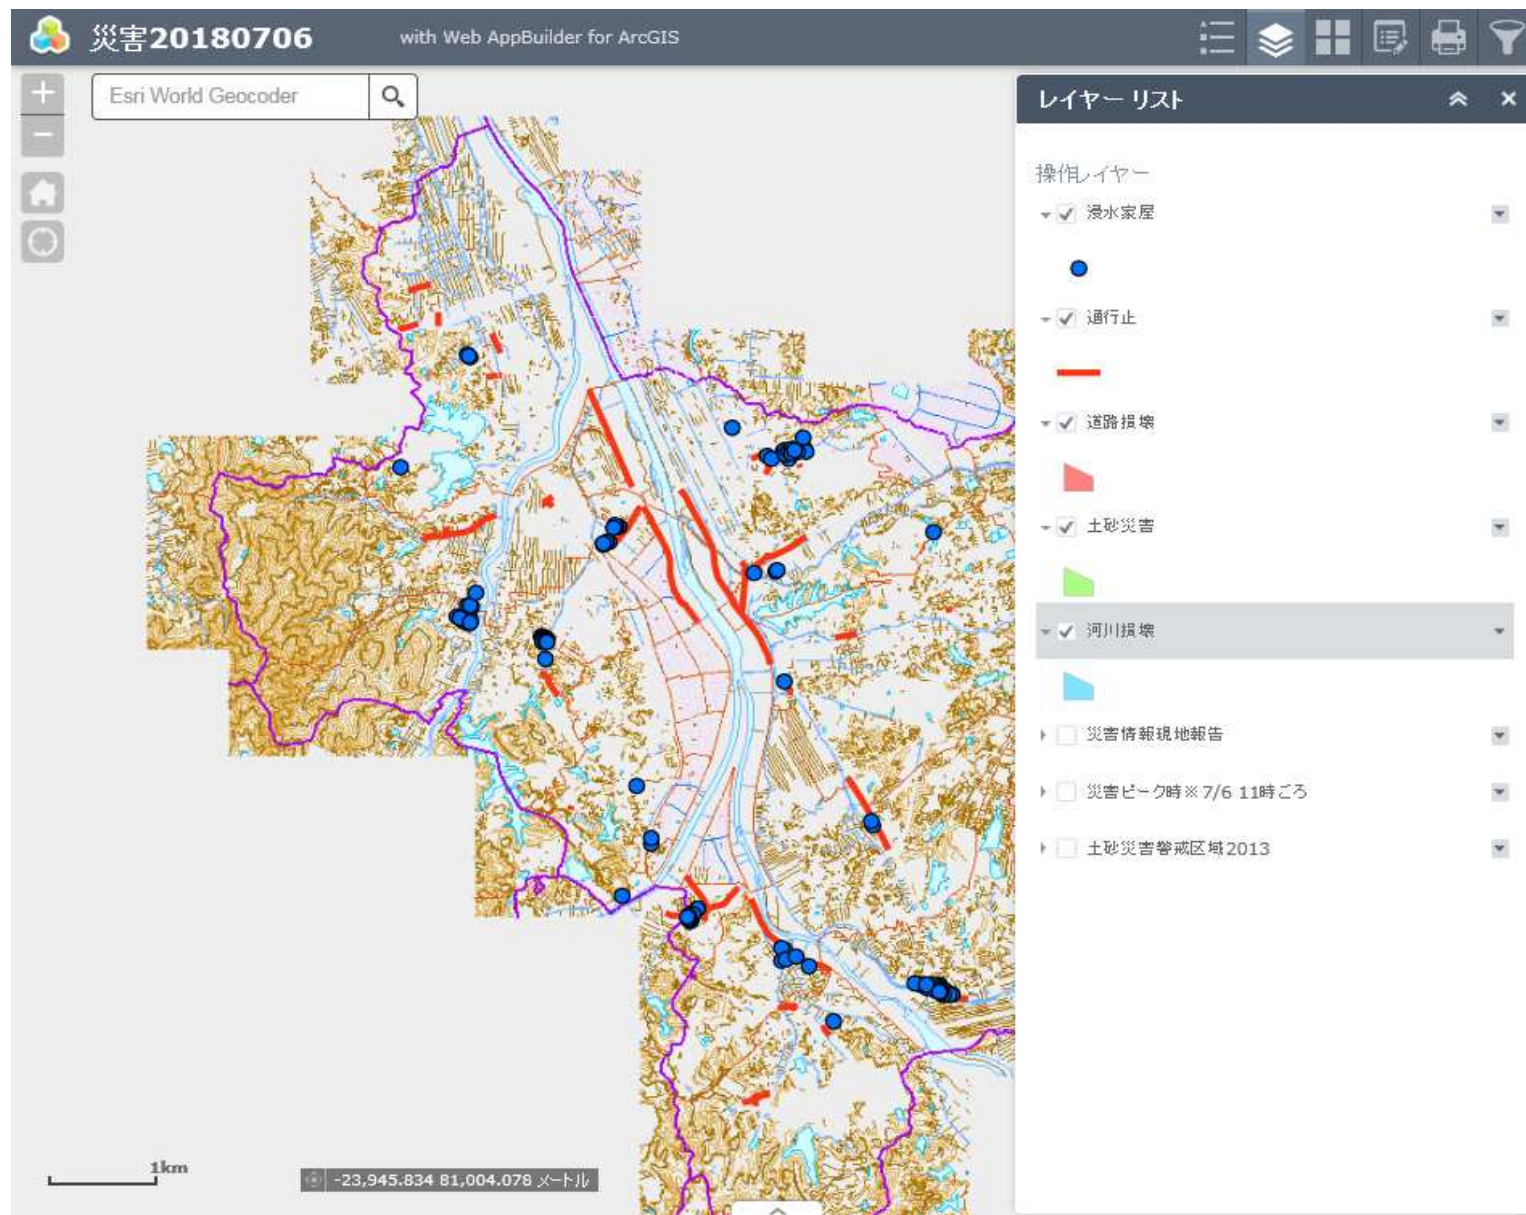 災害20180706
with Web AppBuilder for ArcGIS
Esri World Geocoder
レイヤー リスト
操作レイヤー
浸水家屋
通行止
道路損壊
土砂災害
河川損壊
災害情報現地報告
災害ピーク時※7/6 11時ごろ
土砂災害警戒区域2013
1km
-23,945.834 81,004.078 メートル